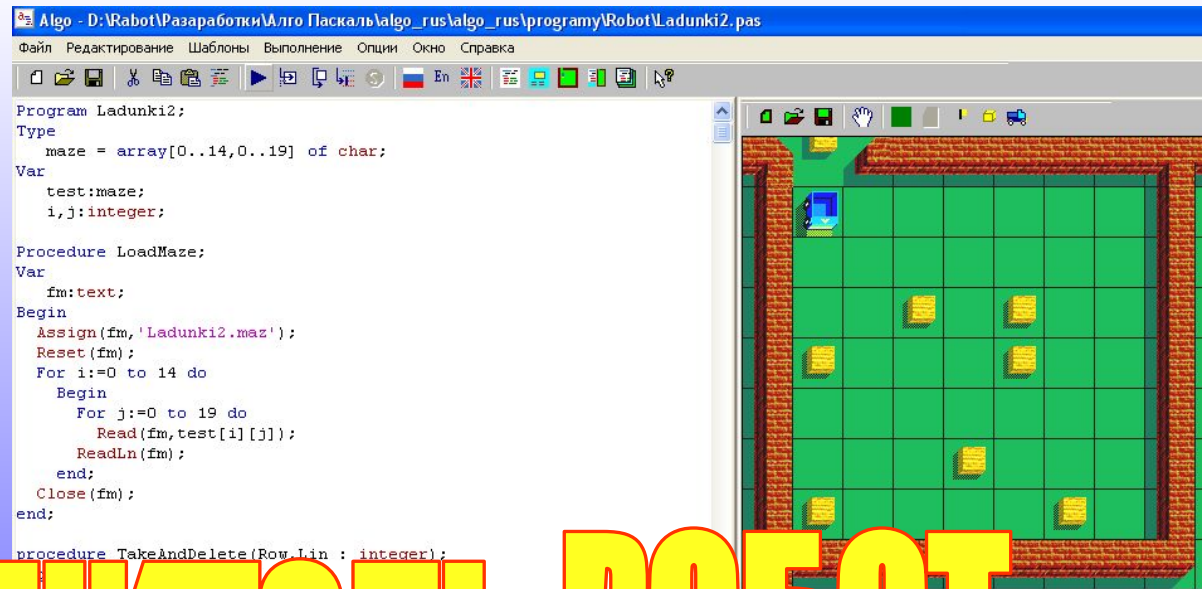 Algo - D:\Rabot\Разаработки\Алго Паскаль\algo_rus\algo_rus\programy\Robot\Ladunki2.pas
Файл Редактирование Шаблоны Выполнение Опции Окно Справка
En
Program Ladunki2;
Type
maze = array[0..14,0..19] of char;
Var
test:maze;
i,j:integer;
Procedure LoadMaze;
Var
fm:text;
Begin
Assign(fm,'Ladunki2.maz');
Reset(fm);
For i:=0 to 14 do
Begin
For j:=0 to 19 do
Read(fm,test[i][j]);
ReadLn(fm);
end;
Close(fm);
end;
procedure TakeAndDelete(Row,Lin : integer);
РОБОТ